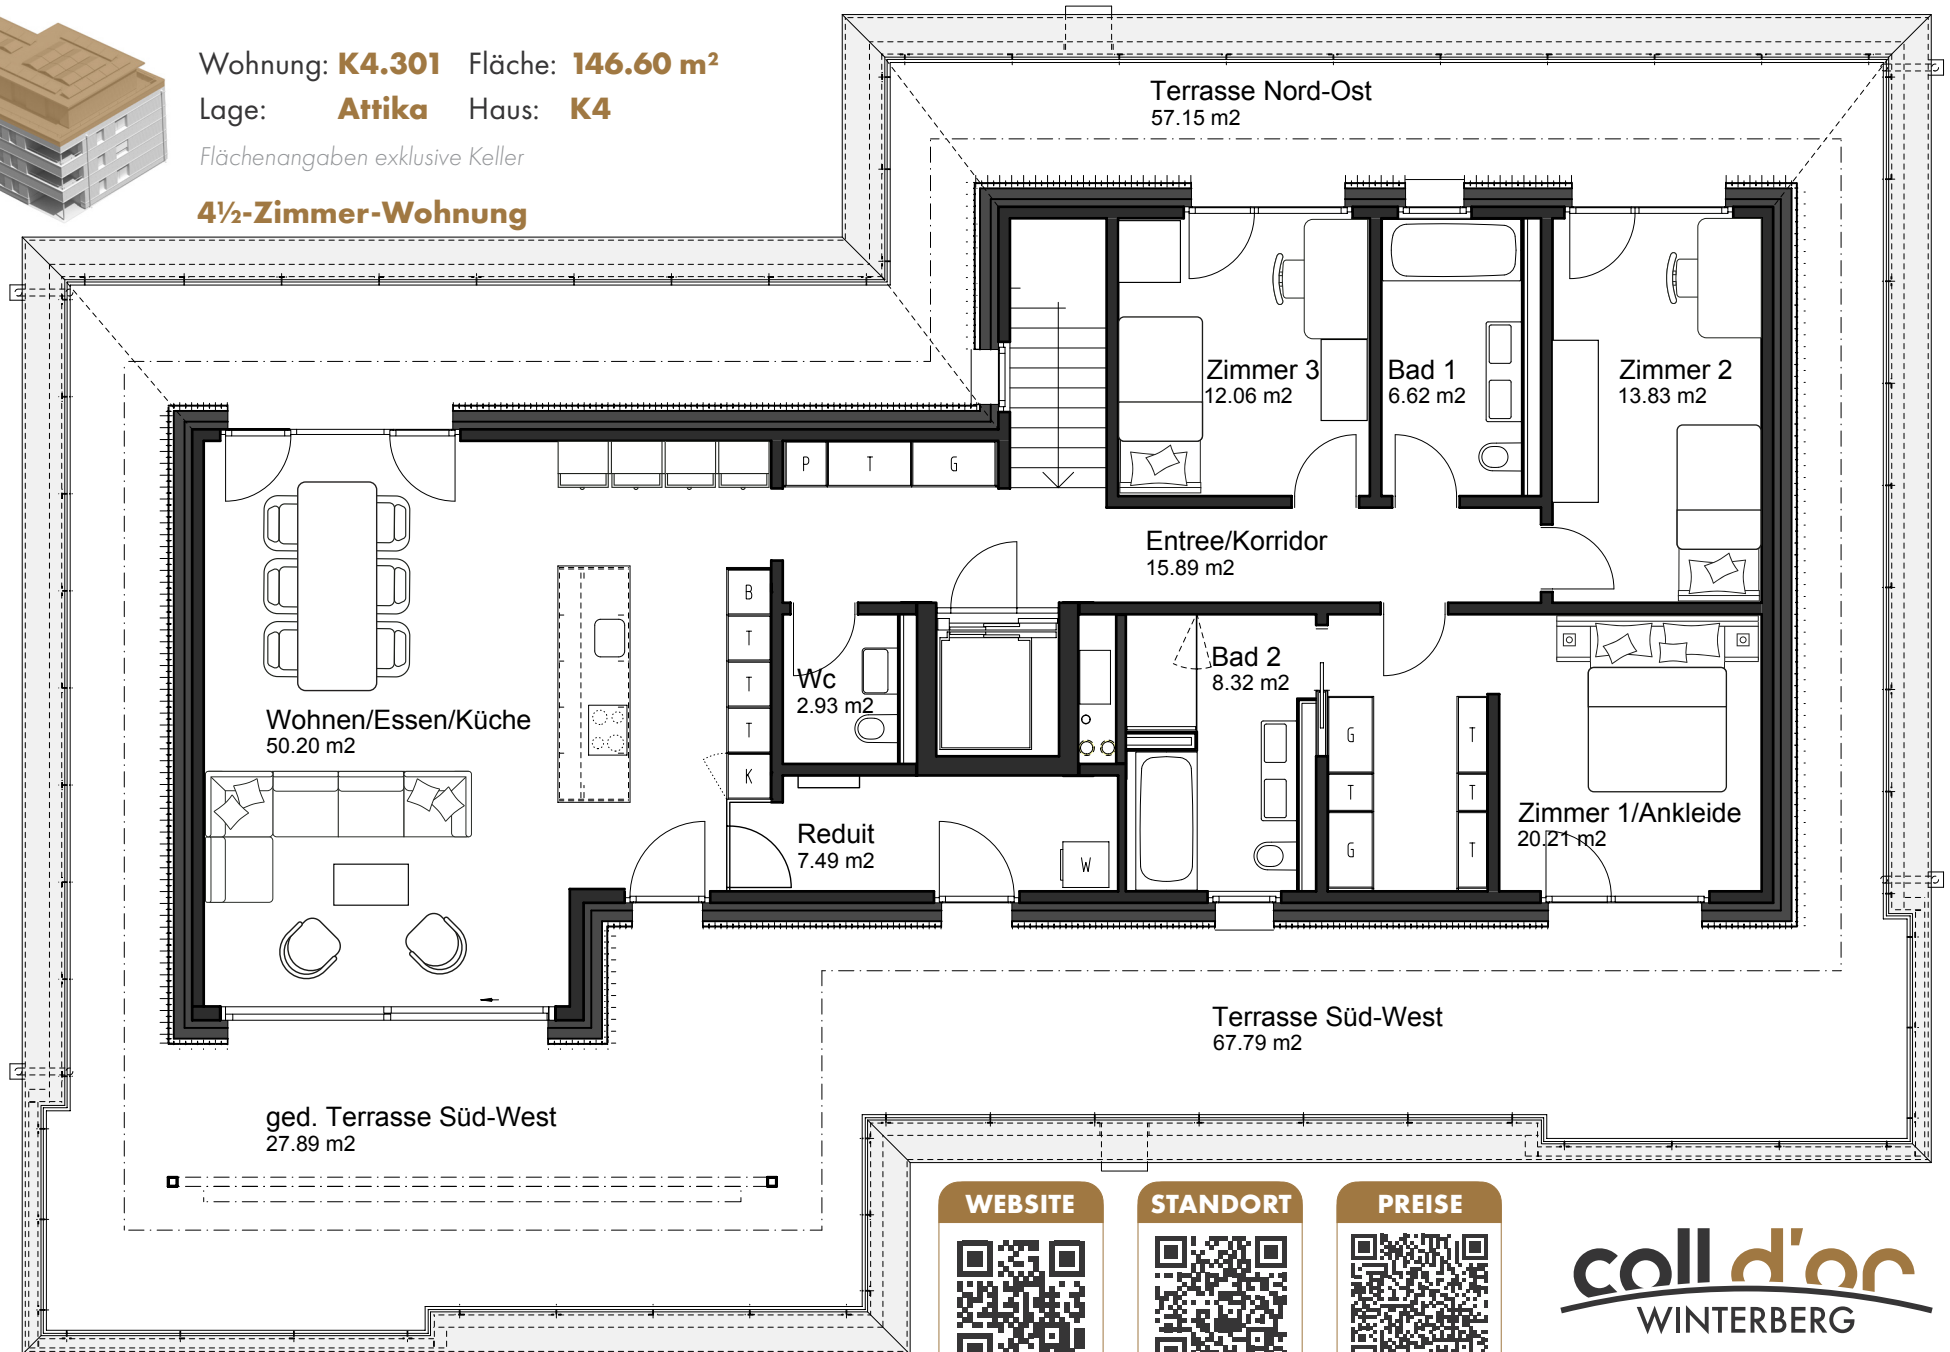 Wohnung: K4.301 Fläche: 146.60 m²
Lage: Attika Haus: K4
Flächenangaben exklusive Keller
4½-Zimmer-Wohnung
Terrasse Nord-Ost
57.15 m2
Zimmer 3
12.06 m2
Bad 1
6.62 m2
Zimmer 2
13.83 m2
P T G
Entree/Korridor
15.89 m2
B
T
T
T
K
Wc
2.93 m2
Bad 2
8.32 m2
Wohnen/Essen/Küche
50.20 m2
G
T
G
T
T
T
Zimmer 1/Ankleide
20.21 m2
Reduit
7.49 m2
W
Terrasse Süd-West
67.79 m2
ged. Terrasse Süd-West
27.89 m2
WEBSITE
STANDORT
PREISE
coll d'or
WINTERBERG